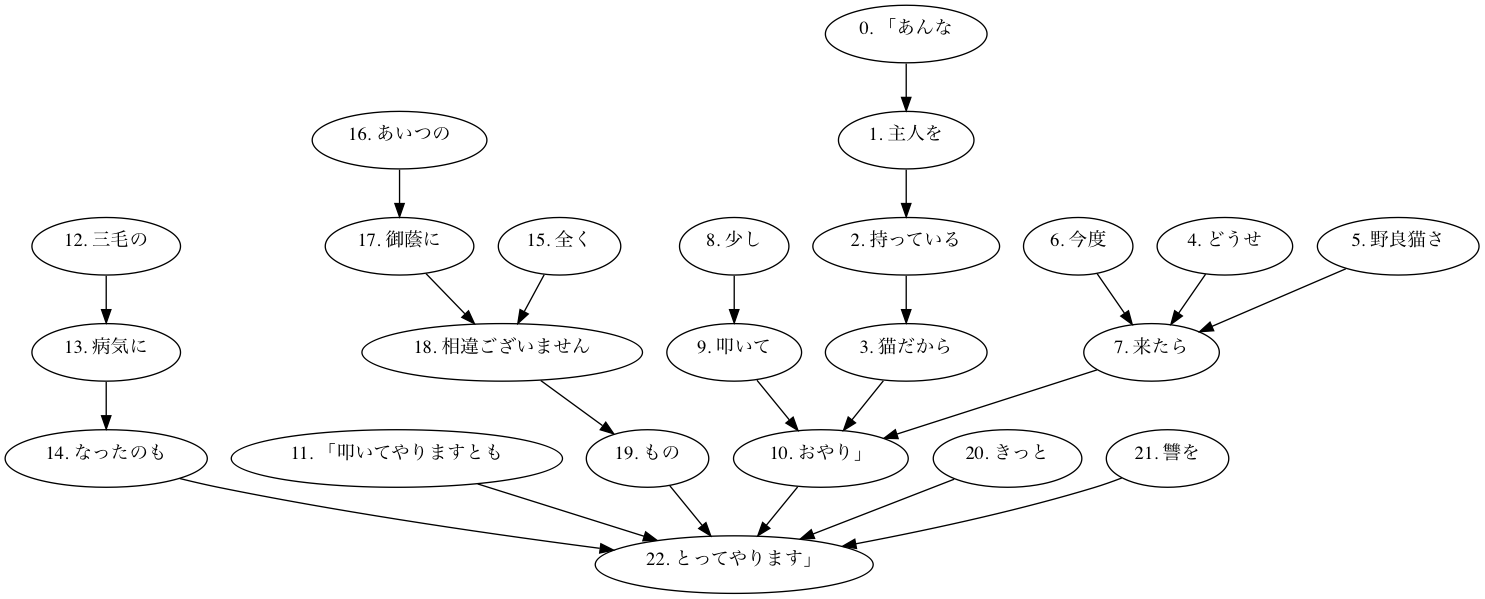 0. 「あんな
16. あいつの
1. 主人を
12. 三毛の
17. 御蔭に
15. 全く
8. 少し
2. 持っている
6. 今度
4. どうせ
5. 野良猫さ
13. 病気に
18. 相違ございません
9. 叩いて
3. 猫だから
7. 来たら
14. なったのも
11. 「叩いてやりますとも
19. もの
10. おやり」
20. きっと
21. 讐を
22. とってやります」